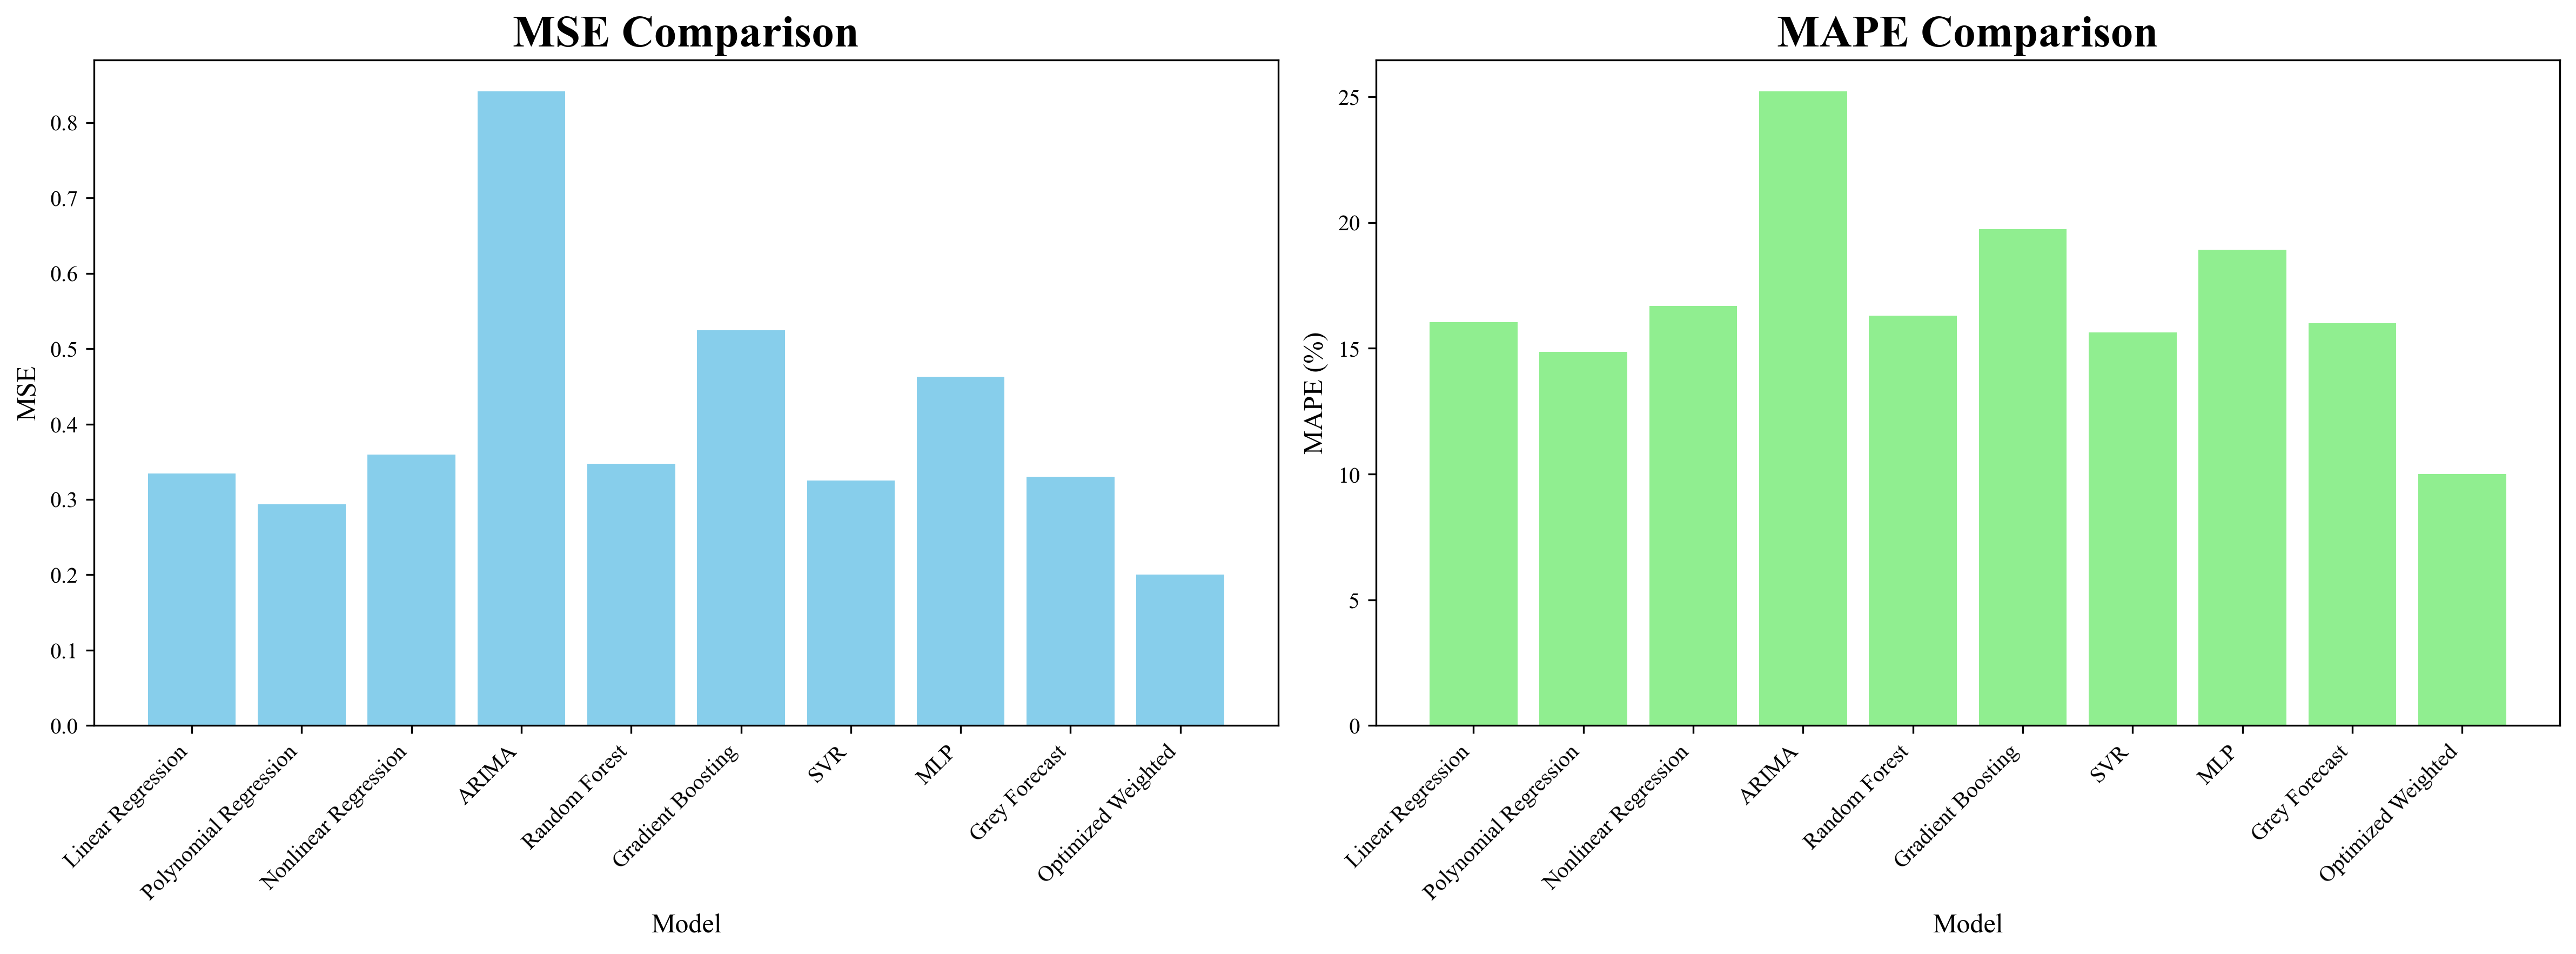 MSE Comparison
MSE
0.8
0.7
0.6
0.5
0.4
0.3
0.2
0.1
0.0
Linear Regression
Polynomial Regression
Nonlinear Regression
ARIMA
Random Forest
Gradient Boosting
SVR
MLP
Grey Forecast
Optimized Weighted
Model
MAPE Comparison
MAPE (%)
25
20
15
10
5
0
Linear Regression
Polynomial Regression
Nonlinear Regression
ARIMA
Random Forest
Gradient Boosting
SVR
MLP
Grey Forecast
Optimized Weighted
Model